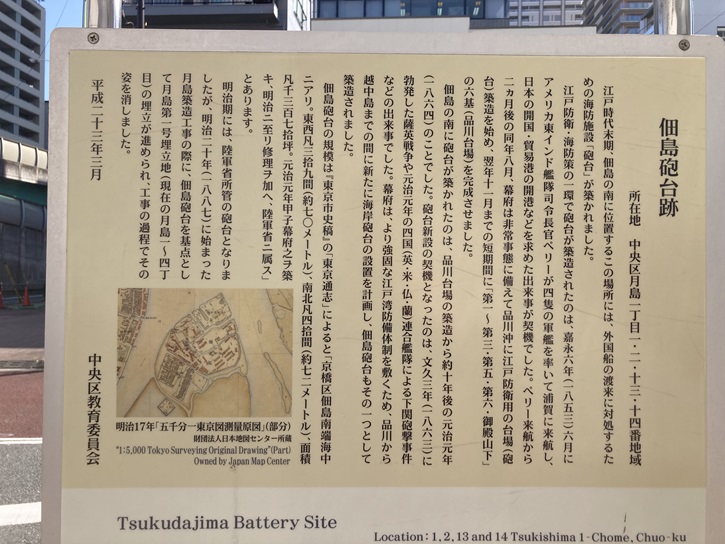 佃島砲台跡
所在地　中央区月島一丁目一・二・十三・十四番地域
江戸時代末期、佃島の南に位置するこの場所には、外国船の渡来に対処するた
めの海防施設「砲台」が築かれました。
江戸防衛・海防策の一環で砲台が築造されたのは、嘉永六年（一八五三）六月に
アメリカ東インド艦隊司令長官ペリーが四隻の軍艦を率いて浦賀に来航し、
日本の開国・貿易港の開港などを求めた出来事が契機でした。ペリー来航から
二ヵ月後の同年八月、幕府は非常事態に備えて品川沖に江戸防衛用の台場（砲
台）築造を始め、翌年十一月までの短期間に「第一～第三・第五・第六・御殿山下」
の六基（品川台場）を完成させました。
佃島の南に砲台が築かれたのは、品川台場の築造から約十年後の元治元年
（一八六四）のことでした。砲台新設の契機となったのは、文久三年（一八六三）に
勃発した薩英戦争や元治元年の四国（英・米・仏・蘭）連合艦隊による下関砲撃事件
などの出来事でした。幕府は、より強固な江戸湾防備体制を敷くため、品川から
越中島までの間に新たに海岸砲台の設置を計画し、佃島砲台もその一つとして
築造されました。
佃島砲台の規模は『東京市史稿』の「東京通志」によると「京橋区佃島南端海中
ニアリ。東西凡三拾九間（約七〇メートル）、南北凡四拾間（約七二メートル）、面積
凡千三百七拾坪。元治元年甲子幕府之ヲ築
キ、明治ニ至リ修理ヲ加ヘ、陸軍省ニ属ス」
とあります。
明治期には、陸軍省所管の砲台となりま
したが、明治二十年（一八八七）に始まった
月島築造工事の際に、佃島砲台を基点とし
て月島第一号埋立地（現在の月島一～四丁
目）の埋立が進められ、工事の過程でその
姿を消しました。
平成二十三年三月
中央区教育委員会
明治17年「五千分一東京図測量原図」（部分）
財団法人日本地図センター所蔵
"1:5,000 Tokyo Surveying Original Drawing"(Part)
Owned by Japan Map Center
Tsukudajima Battery Site
Location: 1, 2, 13 and 14 Tsukishima 1-Chome, Chuo-ku